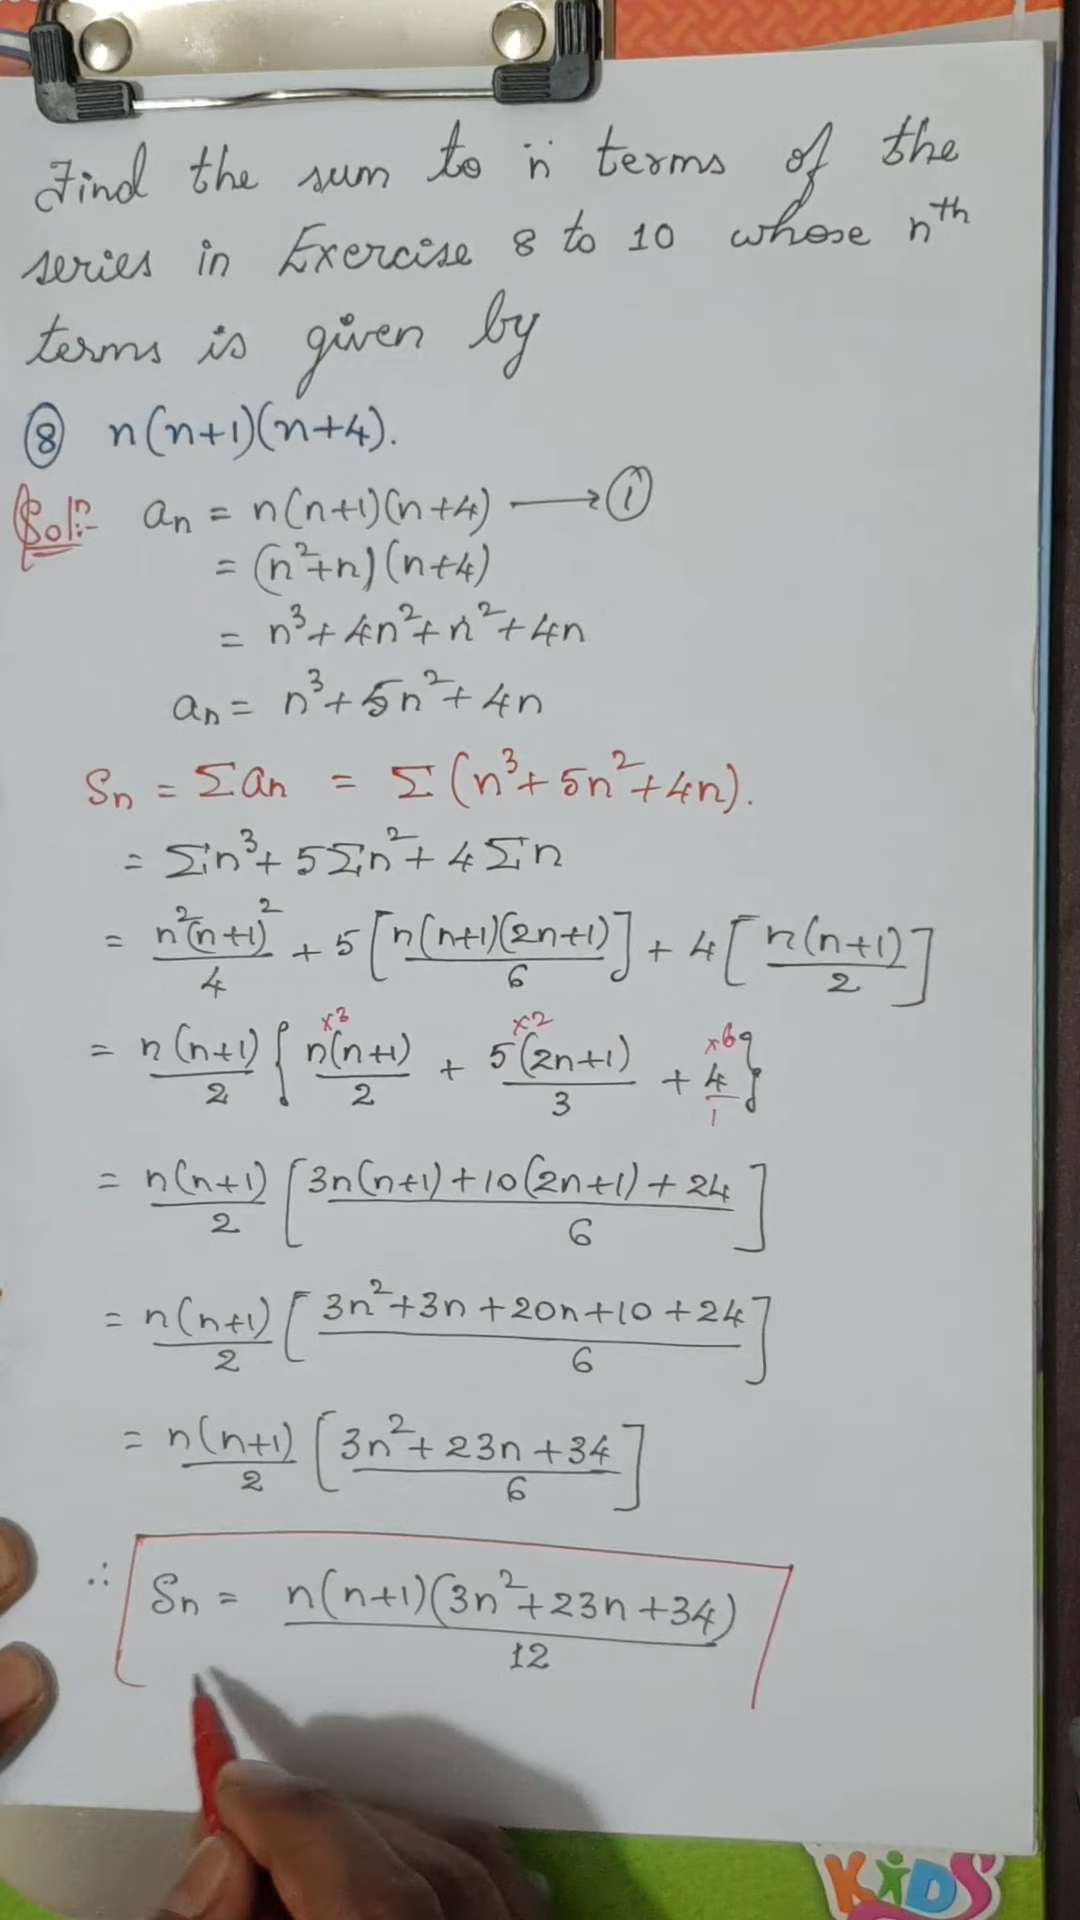 Find the sum to 'n' terms of the
series in Exercise 8 to 10 whose nᵗʰ
terms is given by
⑧ n(n+1)(n+4).
Solⁿ:- aₙ = n(n+1)(n+4) ⟶ ①
= (n²+n)(n+4)
= n³+4n²+n²+4n
aₙ = n³+5n²+4n
Sₙ = Σaₙ = Σ(n³+5n²+4n).
= Σn³+5Σn²+4Σn
= n²(n+1)²/4 + 5[n(n+1)(2n+1)/6] + 4[n(n+1)/2]
×3 ×2 ×6
= n(n+1)/2 {n(n+1)/2 + 5(2n+1)/3 + 4/1}
= n(n+1)/2 [3n(n+1)+10(2n+1)+24/6]
= n(n+1)/2 [3n²+3n+20n+10+24/6]
= n(n+1)/2 [3n²+23n+34/6]
∴ Sₙ = n(n+1)(3n²+23n+34)/12
KiDS